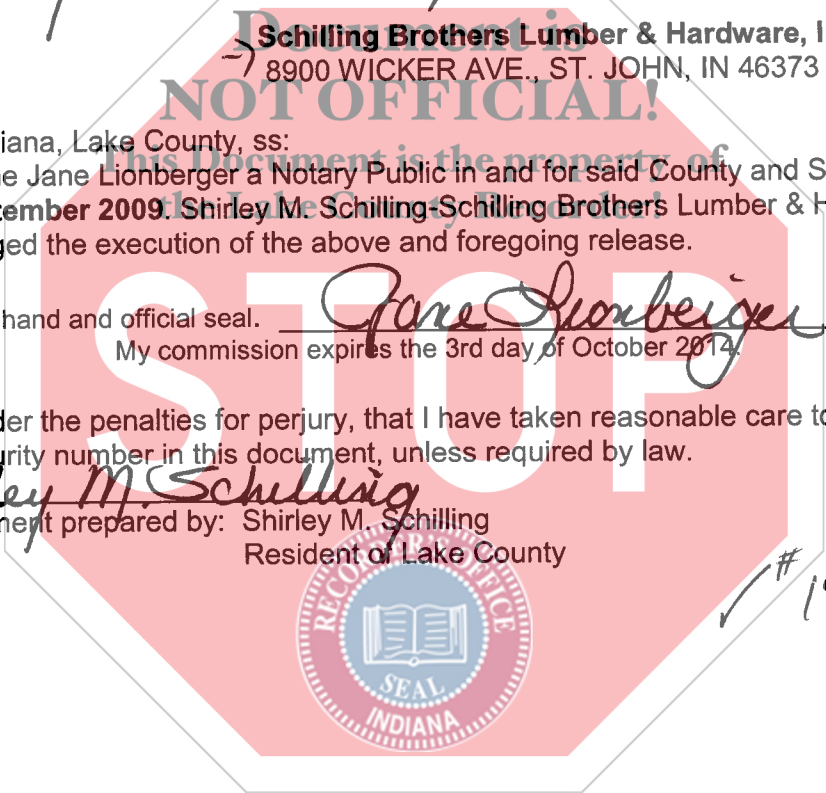 Document is
Schilling Brothers Lumber & Hardware, I
8900 WICKER AVE., ST. JOHN, IN 46373
NOT OFFICIAL!
iana, Lake County, ss:
This Document is the property of
e Jane Lionberger a Notary Public in and for said County and S
the Lake County Recorder!
ember 2009. Shirley M. Schilling-Schilling Brothers Lumber & H
ged the execution of the above and foregoing release.
STOP
hand and official seal. Jane Lionberger
My commission expires the 3rd day of October 2014.
der the penalties for perjury, that I have taken reasonable care to
urity number in this document, unless required by law.
ley M. Schilling
ment prepared by: Shirley M. Schilling
Resident of Lake County
RECORDER'S OFFICE
SEAL
INDIANA
#